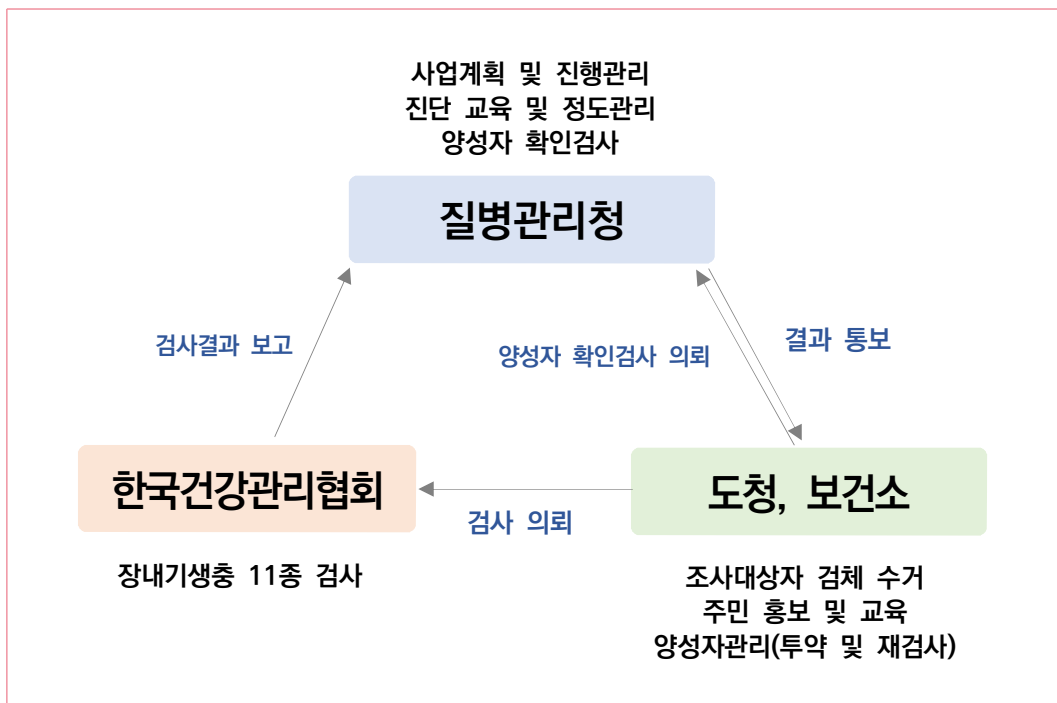 사업계획 및 진행관리
진단 교육 및 정도관리
양성자 확인검사
질병관리청
검사결과 보고
양성자 확인검사 의뢰
결과 통보
한국건강관리협회
검사 의뢰
도청, 보건소
장내기생충 11종 검사
조사대상자 검체 수거
주민 홍보 및 교육
양성자관리(투약 및 재검사)